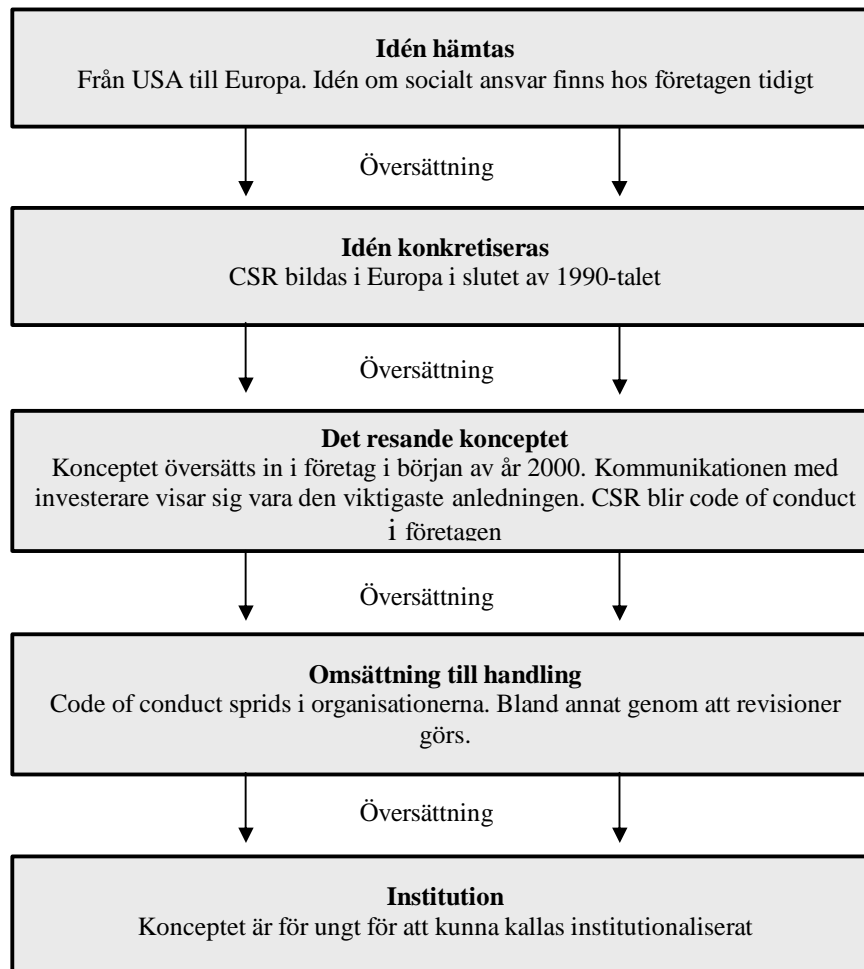 Idén hämtas
Från USA till Europa. Idén om socialt ansvar finns hos företagen tidigt
Översättning
Idén konkretiseras
CSR bildas i Europa i slutet av 1990-talet
Översättning
Det resande konceptet
Konceptet översätts in i företag i början av år 2000. Kommunikationen med
investerare visar sig vara den viktigaste anledningen. CSR blir code of conduct
i företagen
Översättning
Omsättning till handling
Code of conduct sprids i organisationerna. Bland annat genom att revisioner
görs.
Översättning
Institution
Konceptet är för ungt för att kunna kallas institutionaliserat